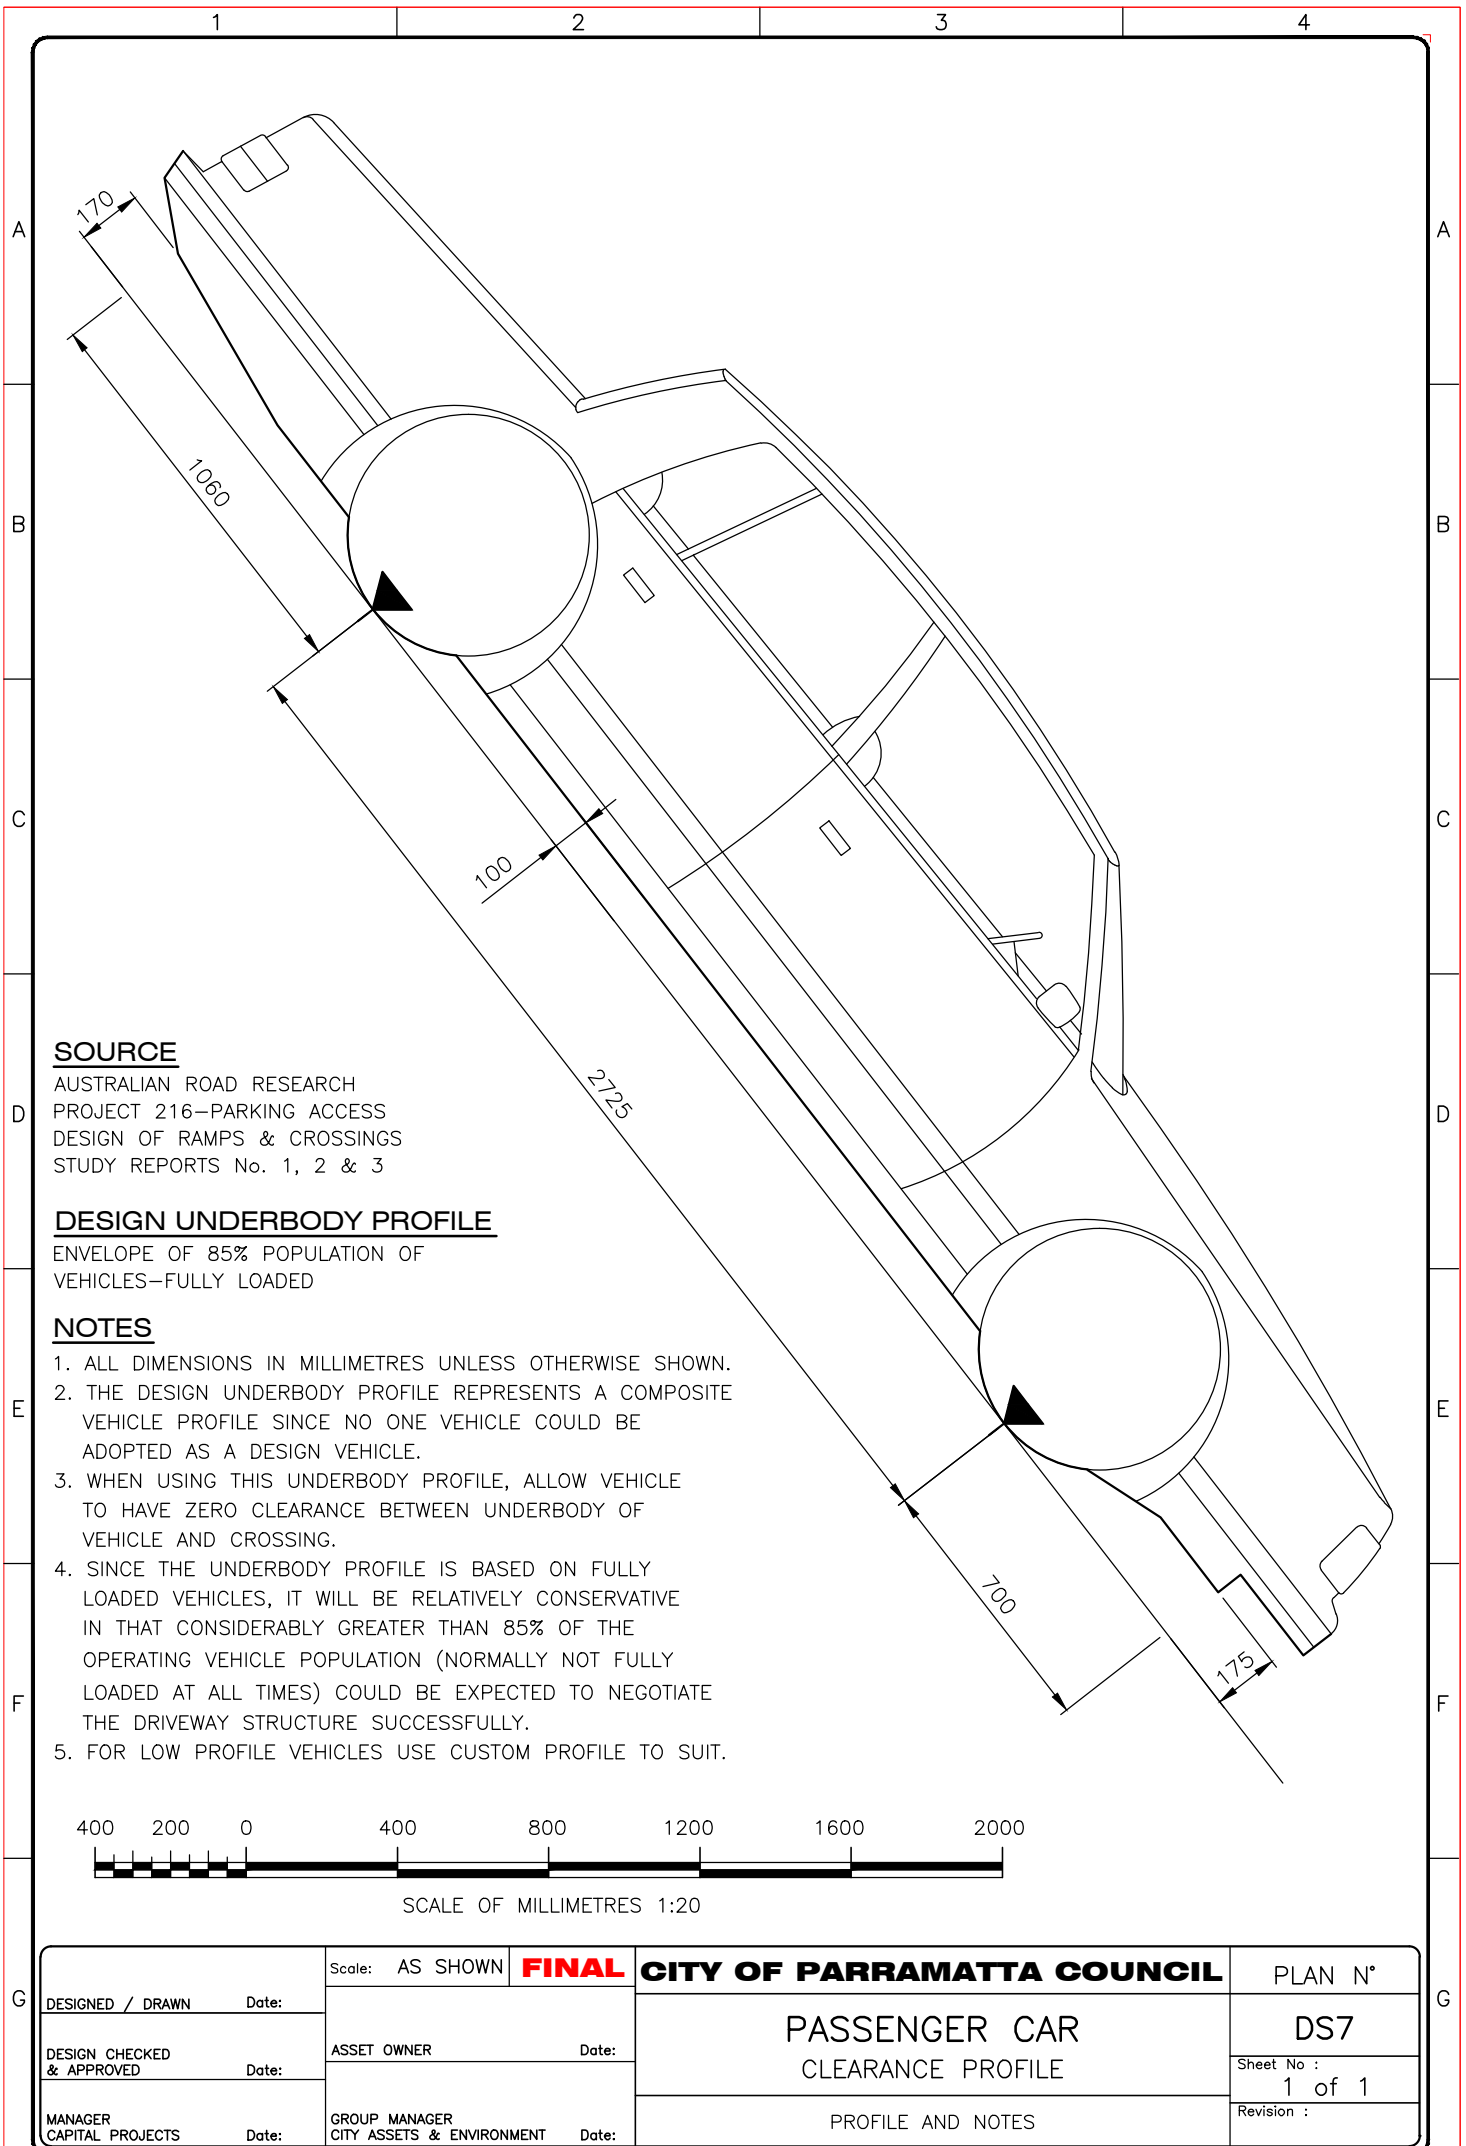 1 2 3 4
A A
170
1060
B B
C C
100
2725
SOURCE
AUSTRALIAN ROAD RESEARCH
PROJECT 216-PARKING ACCESS
DESIGN OF RAMPS & CROSSINGS
STUDY REPORTS No. 1, 2 & 3
D D
DESIGN UNDERBODY PROFILE
ENVELOPE OF 85% POPULATION OF
VEHICLES-FULLY LOADED
NOTES
1. ALL DIMENSIONS IN MILLIMETRES UNLESS OTHERWISE SHOWN.
2. THE DESIGN UNDERBODY PROFILE REPRESENTS A COMPOSITE
VEHICLE PROFILE SINCE NO ONE VEHICLE COULD BE
ADOPTED AS A DESIGN VEHICLE.
3. WHEN USING THIS UNDERBODY PROFILE, ALLOW VEHICLE
TO HAVE ZERO CLEARANCE BETWEEN UNDERBODY OF
VEHICLE AND CROSSING.
4. SINCE THE UNDERBODY PROFILE IS BASED ON FULLY
LOADED VEHICLES, IT WILL BE RELATIVELY CONSERVATIVE
IN THAT CONSIDERABLY GREATER THAN 85% OF THE
OPERATING VEHICLE POPULATION (NORMALLY NOT FULLY
LOADED AT ALL TIMES) COULD BE EXPECTED TO NEGOTIATE
THE DRIVEWAY STRUCTURE SUCCESSFULLY.
5. FOR LOW PROFILE VEHICLES USE CUSTOM PROFILE TO SUIT.
E E
700
175
F F
400 200 0 400 800 1200 1600 2000
SCALE OF MILLIMETRES 1:20
G G
DESIGNED / DRAWN Date:
DESIGN CHECKED
& APPROVED Date:
MANAGER
CAPITAL PROJECTS Date:
Scale: AS SHOWN FINAL
ASSET OWNER Date:
GROUP MANAGER
CITY ASSETS & ENVIRONMENT Date:
CITY OF PARRAMATTA COUNCIL
PASSENGER CAR
CLEARANCE PROFILE
PROFILE AND NOTES
PLAN N°
DS7
Sheet No :
1 of 1
Revision :